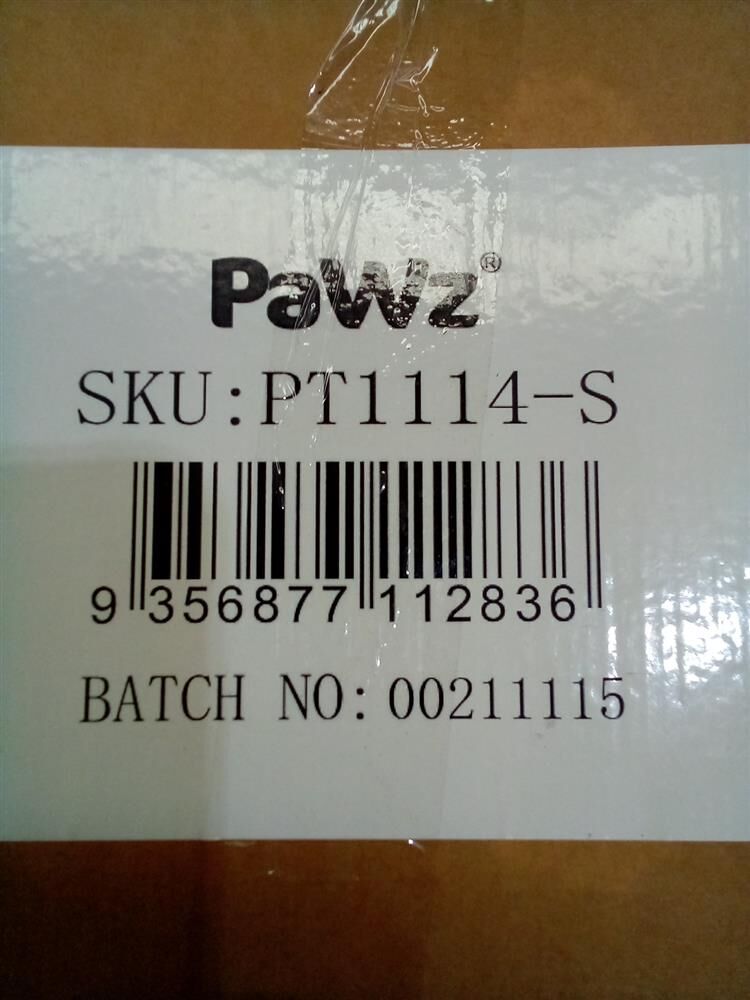 PaWz®
SKU:PT1114-S
9 356877 112836
BATCH NO: 00211115